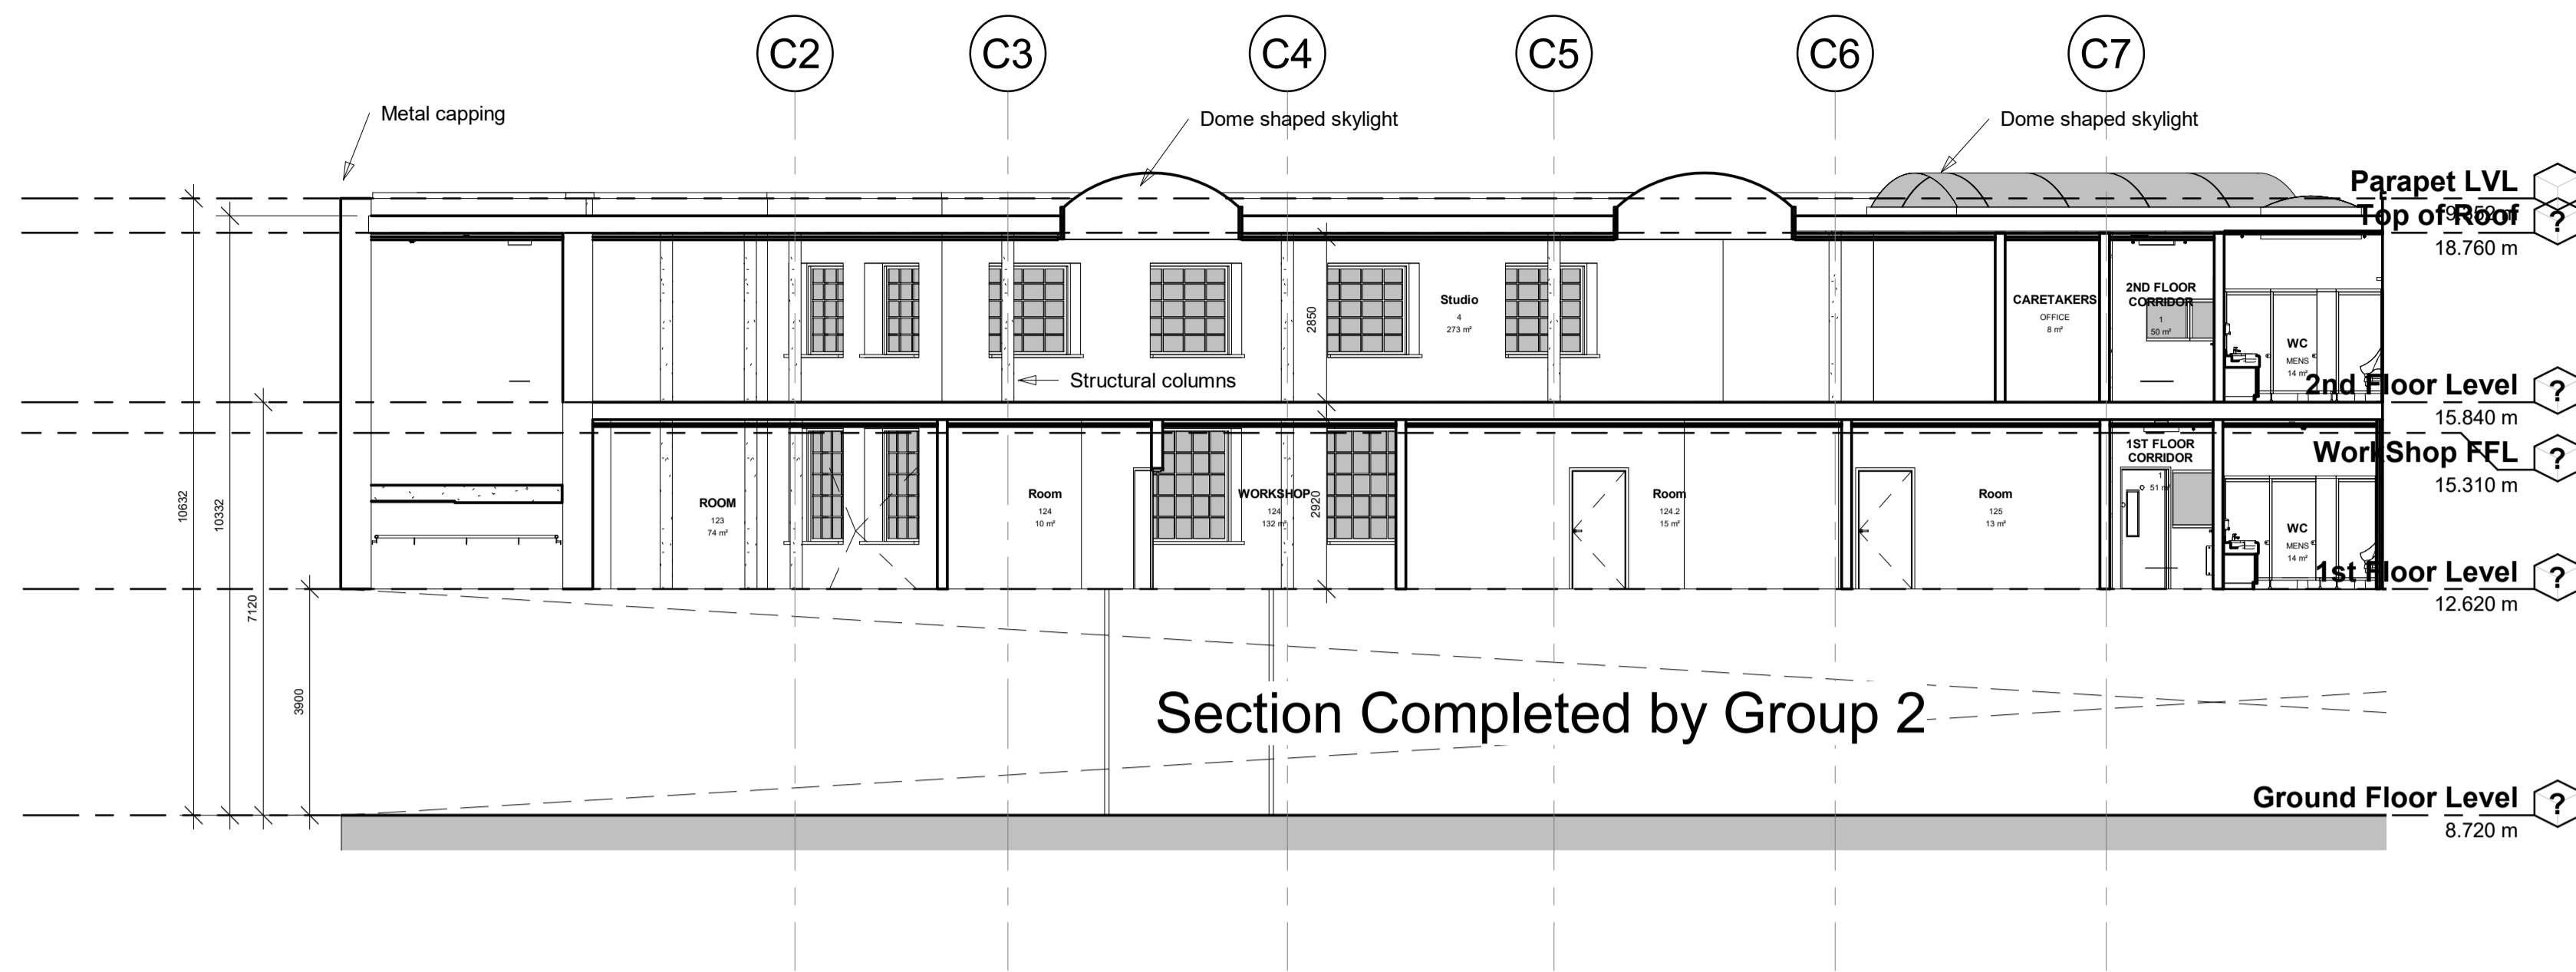 C2
C3
C4
C5
C6
C7
Metal capping
Dome shaped skylight
Dome shaped skylight
Parapet LVL
Top of Roof
?
18.760 m
Studio
4
273 m²
2850
CARETAKERS
OFFICE
8 m²
2ND FLOOR
CORRIDOR
1
50 m²
WC
MENS
14 m²
Structural columns
2nd Floor Level
?
15.840 m
WorkShop FFL
?
15.310 m
10632
10332
7120
3900
ROOM
123
74 m²
Room
124
10 m²
WORKSHOP
124
132 m²
2920
Room
124.2
15 m²
Room
125
13 m²
1ST FLOOR
CORRIDOR
1
51 m²
WC
MENS
14 m²
1st Floor Level
?
12.620 m
Section Completed by Group 2
Ground Floor Level
?
8.720 m